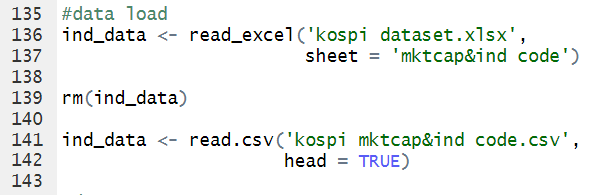 135 #data load
136 ind_data <- read_excel('kospi dataset.xlsx',
137 sheet = 'mktcap&ind code')
138
139 rm(ind_data)
140
141 ind_data <- read.csv('kospi mktcap&ind code.csv',
142 head = TRUE)
143